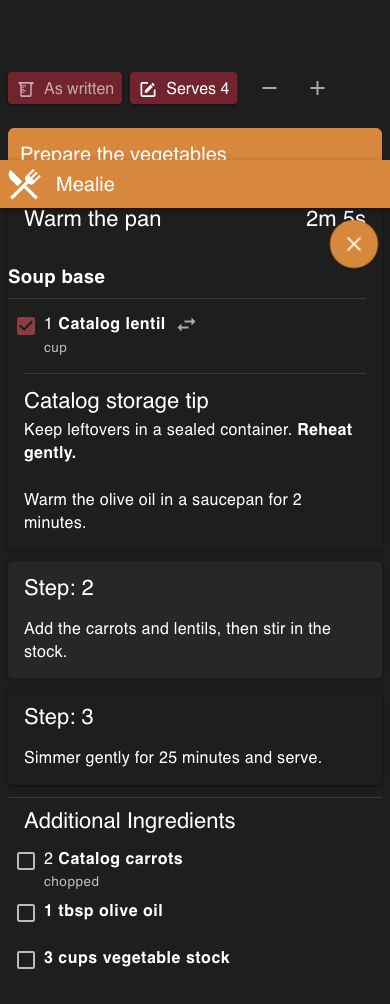 As written
Serves 4
Prepare the vegetables
Mealie
Warm the pan 2m 5s
Soup base
1 Catalog lentil
cup
Catalog storage tip
Keep leftovers in a sealed container. Reheat
gently.
Warm the olive oil in a saucepan for 2
minutes.
Step: 2
Add the carrots and lentils, then stir in the
stock.
Step: 3
Simmer gently for 25 minutes and serve.
Additional Ingredients
2 Catalog carrots
chopped
1 tbsp olive oil
3 cups vegetable stock